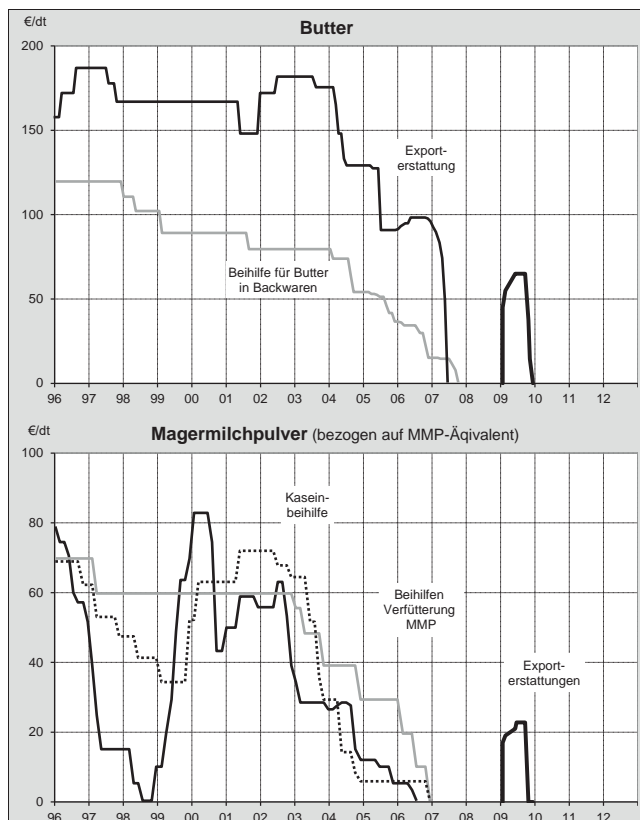 €/dt
Butter
200
150
100
50
0
Export-
erstattung
Beihilfe für Butter
in Backwaren
96 97 98 99 00 01 02 03 04 05 06 07 08 09 10 11 12
€/dt
Magermilchpulver (bezogen auf MMP-Äqivalent)
100
80
60
40
20
0
Kasein-
beihilfe
Beihilfen
Verfütterung
MMP
Export-
erstattungen
96 97 98 99 00 01 02 03 04 05 06 07 08 09 10 11 12